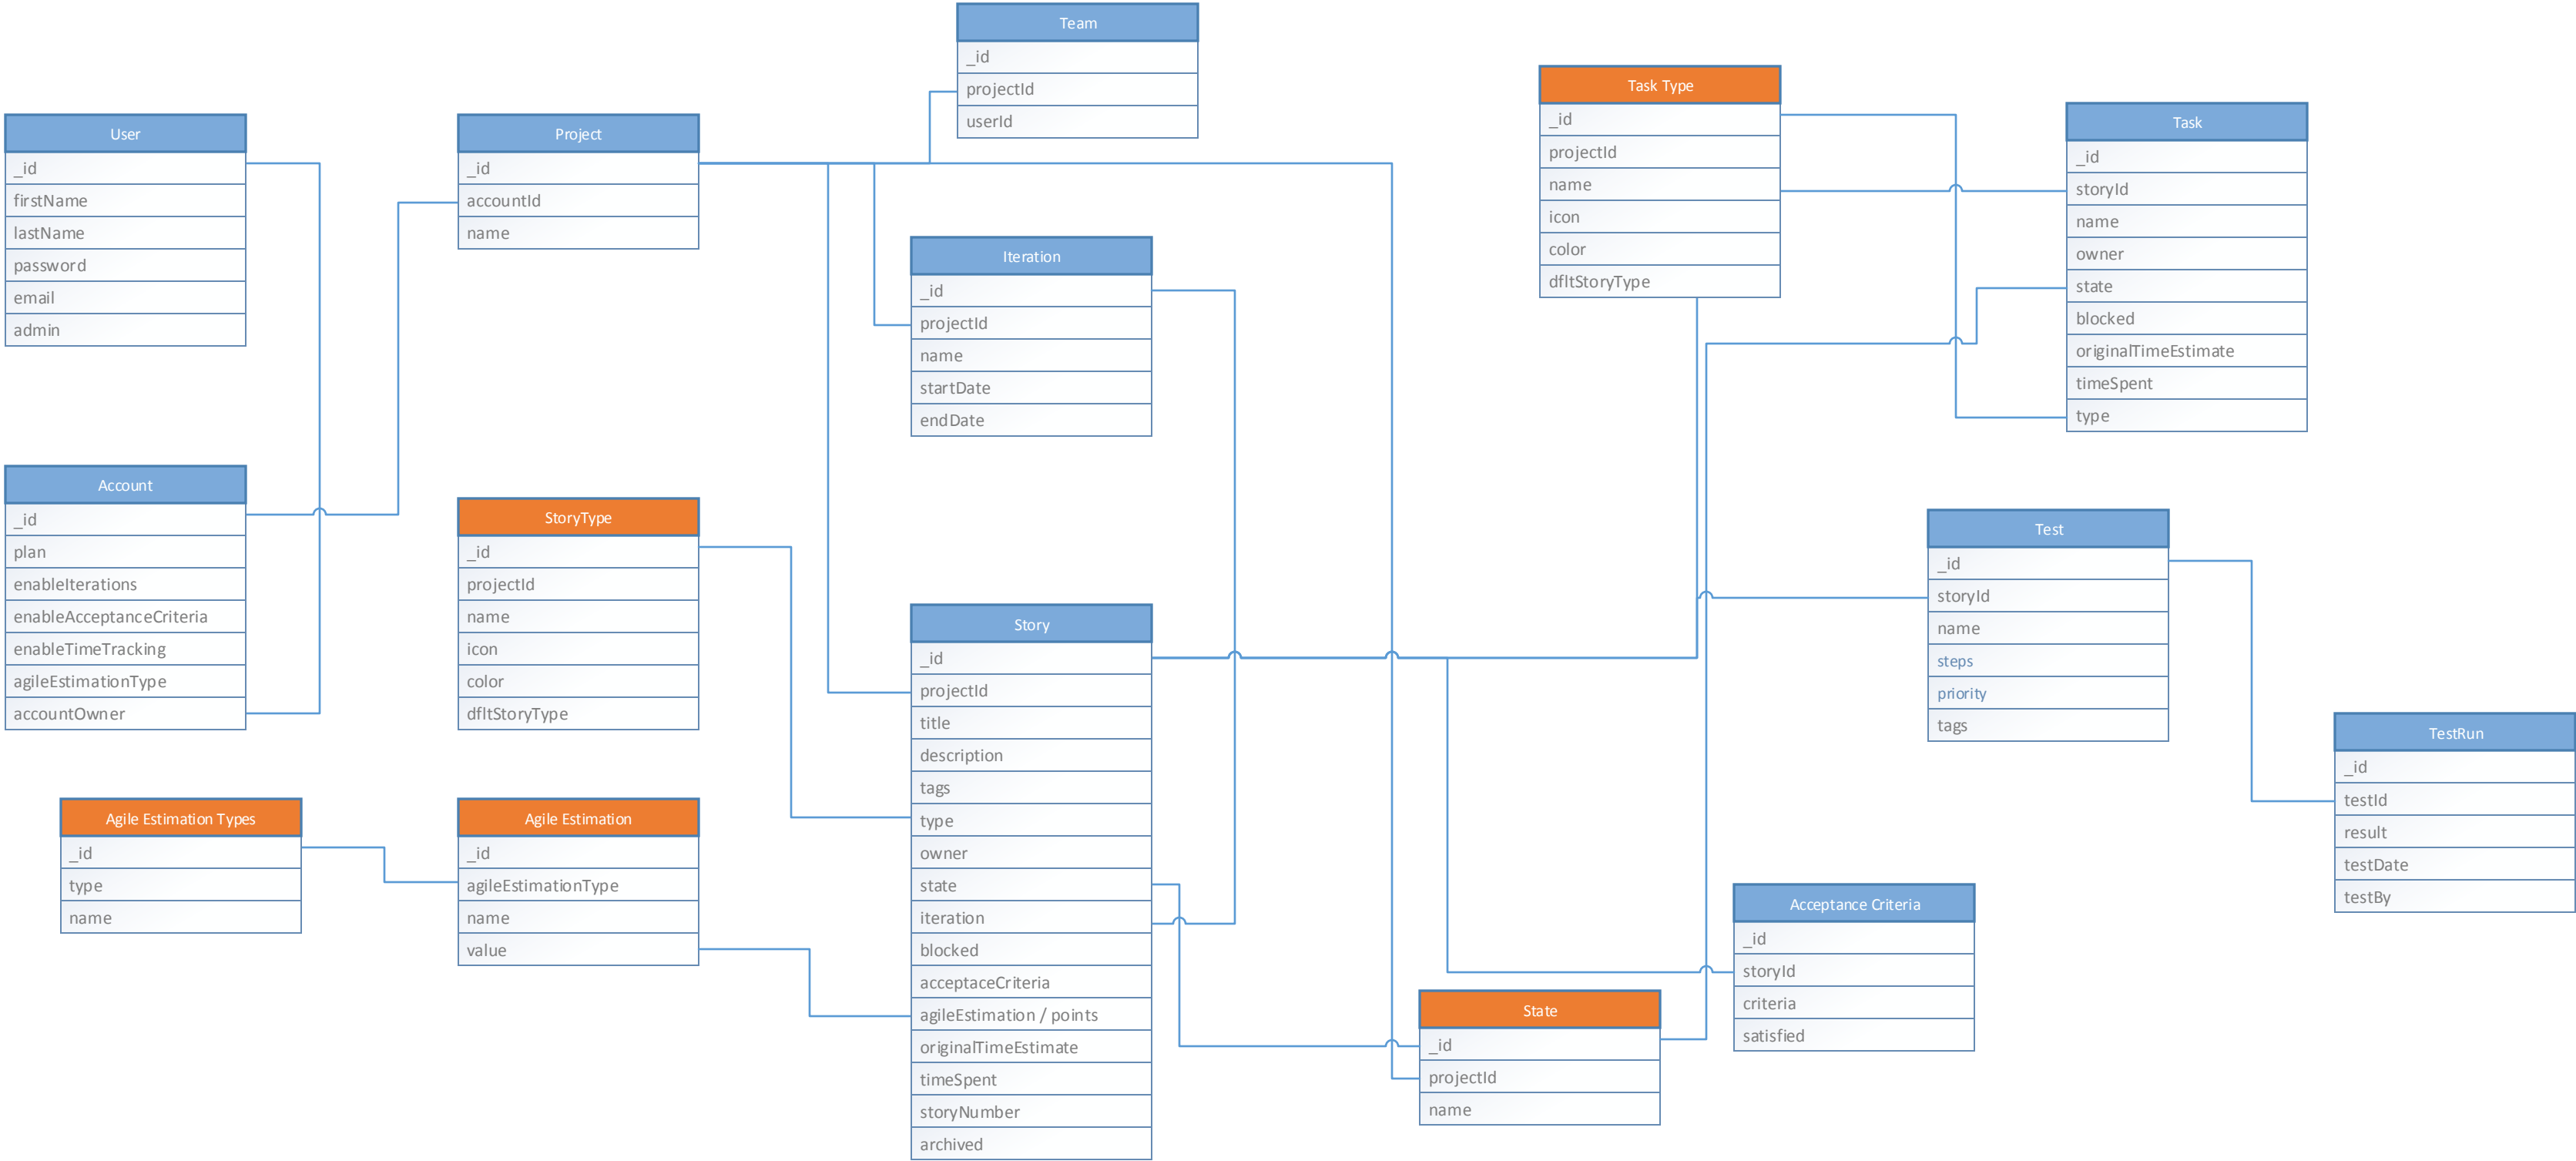 Team
_id
projectId
userId
Task Type
_id
projectId
name
icon
color
dfltStoryType
Task
_id
storyId
name
owner
state
blocked
originalTimeEstimate
timeSpent
type
User
_id
firstName
lastName
password
email
admin
Project
_id
accountId
name
Iteration
_id
projectId
name
startDate
endDate
Account
_id
plan
enableIterations
enableAcceptanceCriteria
enableTimeTracking
agileEstimationType
accountOwner
StoryType
_id
projectId
name
icon
color
dfltStoryType
Story
_id
projectId
title
description
tags
type
owner
state
iteration
blocked
acceptaceCriteria
agileEstimation / points
originalTimeEstimate
timeSpent
storyNumber
archived
Test
_id
storyId
name
steps
priority
tags
TestRun
_id
testId
result
testDate
testBy
Agile Estimation Types
_id
type
name
Agile Estimation
_id
agileEstimationType
name
value
Acceptance Criteria
_id
storyId
criteria
satisfied
State
_id
projectId
name